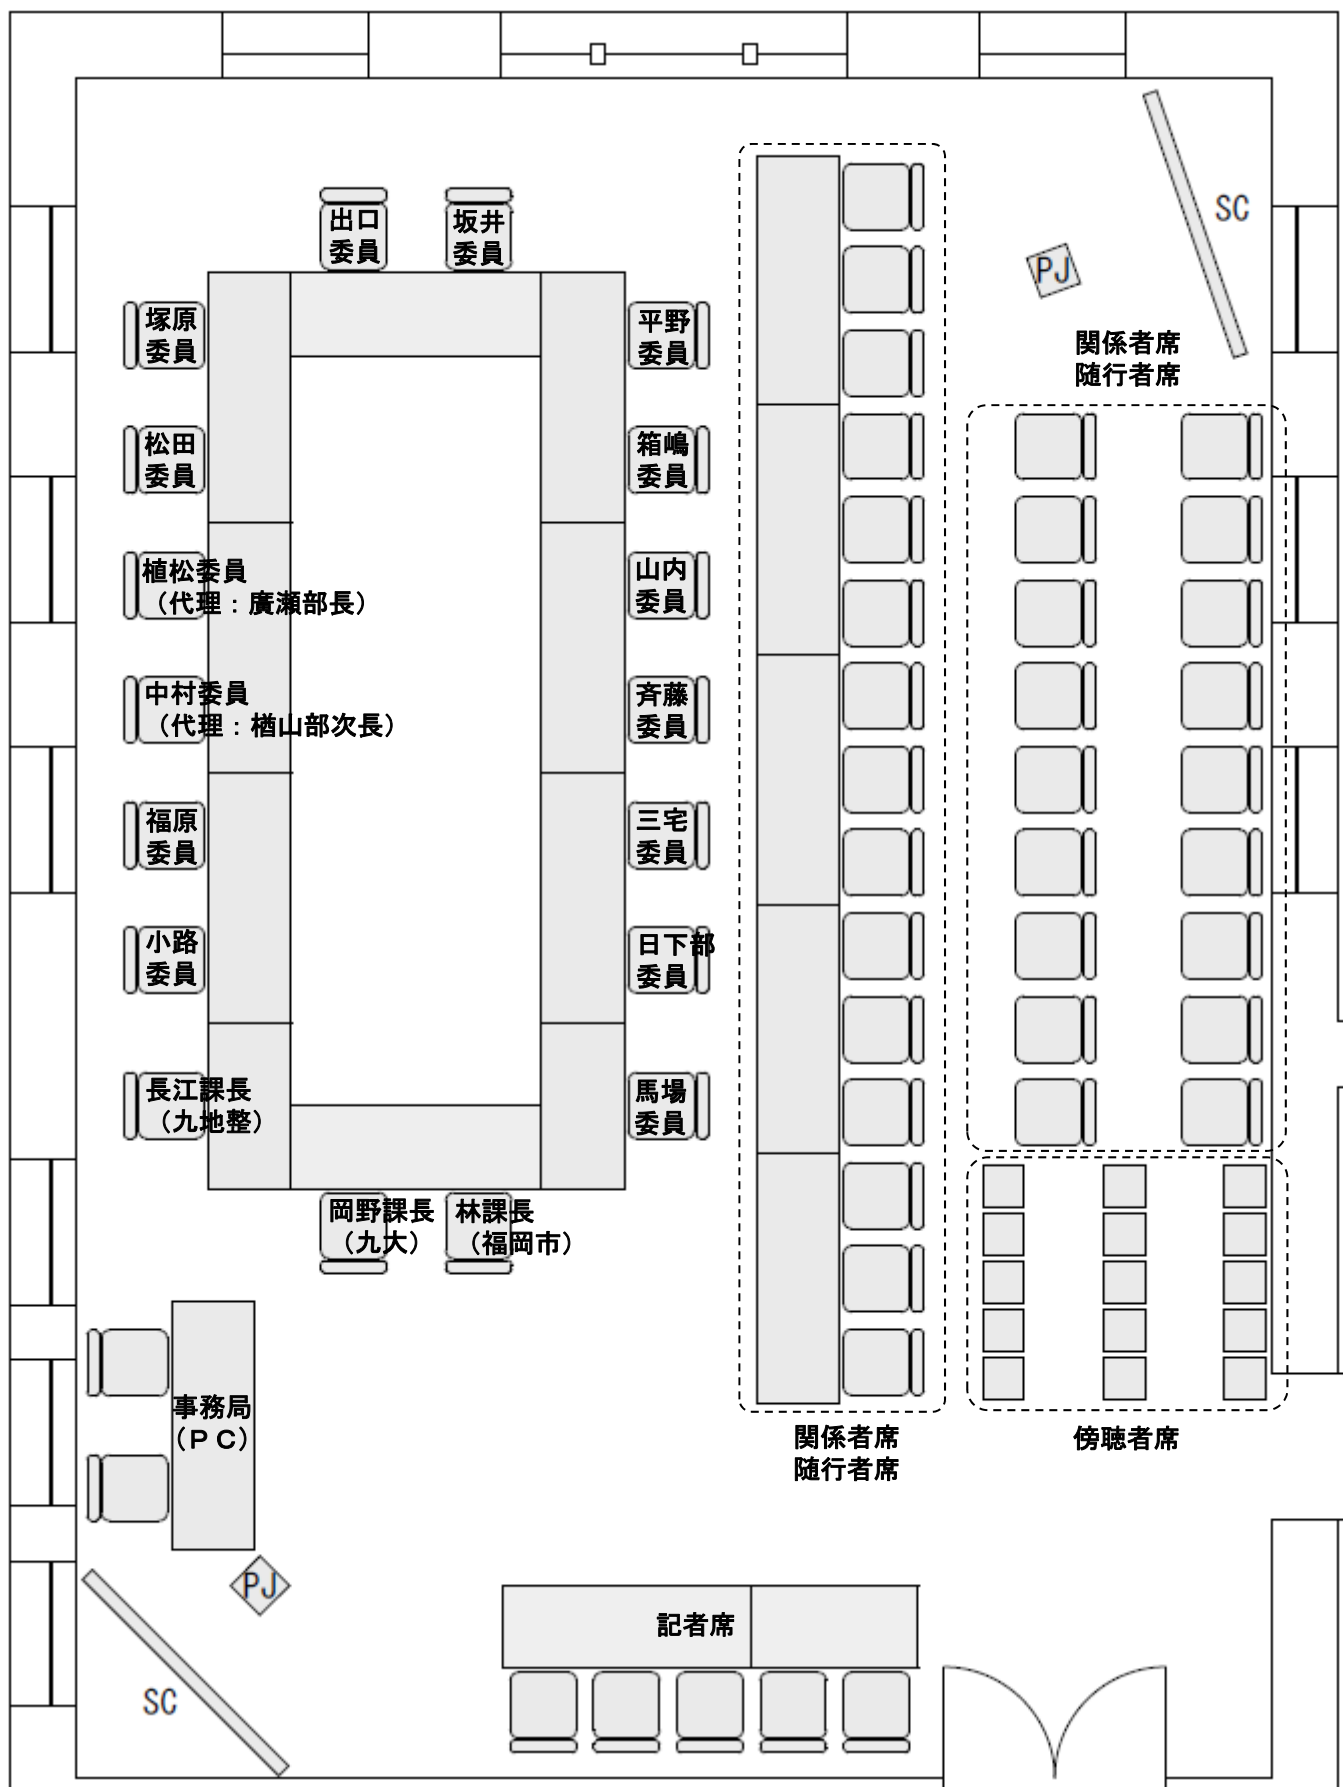 出口
委員
坂井
委員
SC
PJ
関係者席
随行者席
塚原
委員
平野
委員
松田
委員
箱嶋
委員
植松委員
（代理：廣瀬部長）
山内
委員
中村委員
（代理：楢山部次長）
斉藤
委員
福原
委員
三宅
委員
小路
委員
日下部
委員
長江課長
（九地整）
馬場
委員
岡野課長
（九大）
林課長
（福岡市）
事務局
（ＰＣ）
関係者席
随行者席
傍聴者席
PJ
SC
記者席